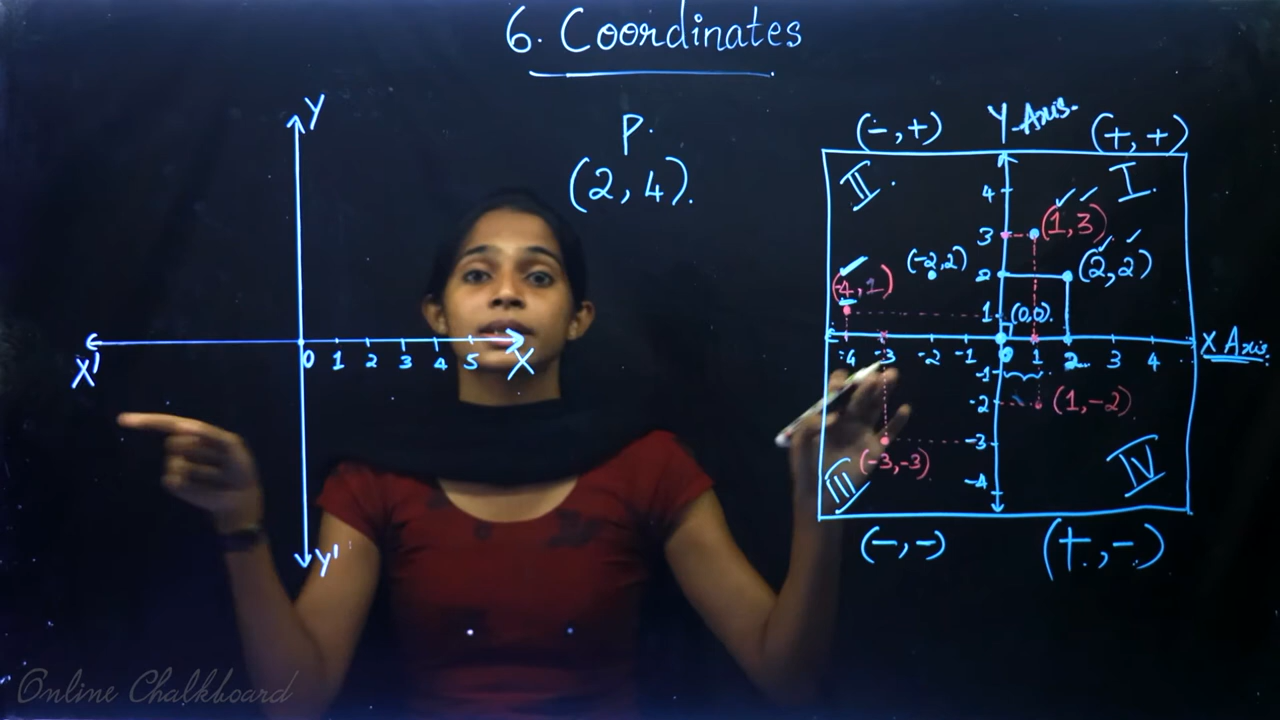 6. Coordinates
Y
P.
(2, 4).
X'
0 1 2 3 4 5
X
Y'
Y Axis.
(-, +)
(+, +)
II.
I.
4
3
(1, 3)
(-2, 2)
2
(2, 2)
(-4, 1)
1
(0,0).
-4 -3 -2 -1 0 1 2 3 4
X Axis.
-1
-2
(1, -2)
-3
(-3, -3)
-4
III
IV
(-, -)
(+, -)
Online Chalkboard